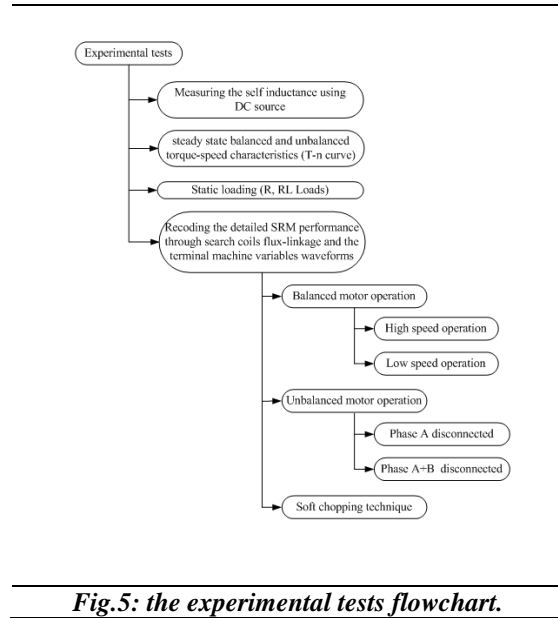 Experimental tests
Measuring the self inductance using
DC source
steady state balanced and unbalanced
torque-speed characteristics (T-n curve)
Static loading (R, RL Loads)
Recoding the detailed SRM performance
through search coils flux-linkage and the
terminal machine variables waveforms
Balanced motor operation
High speed operation
Low speed operation
Unbalanced motor operation
Phase A disconnected
Phase A+B disconnected
Soft chopping technique
Fig.5: the experimental tests flowchart.